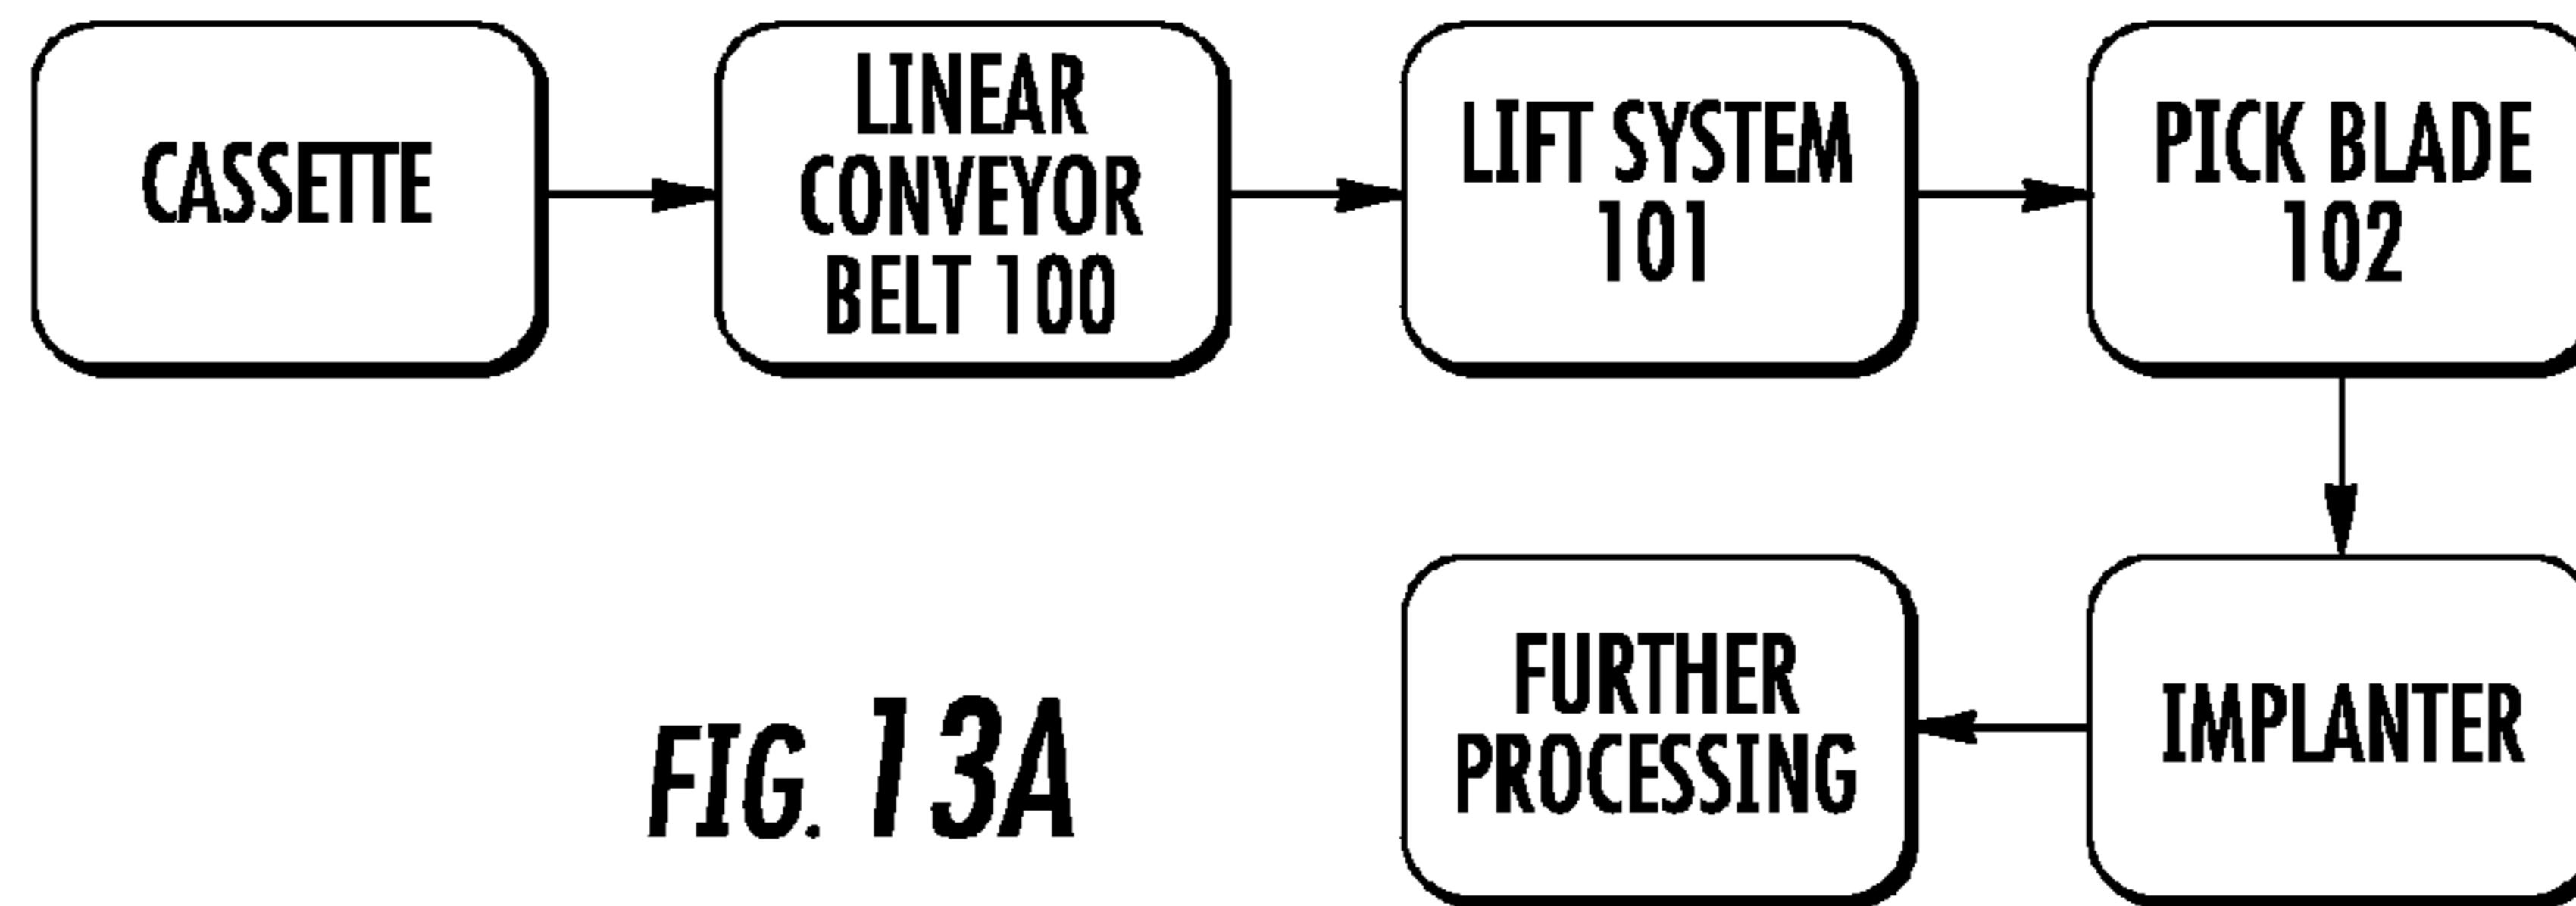 CASSETTE
LINEAR
CONVEYOR
BELT 100
LIFT SYSTEM
101
PICK BLADE
102
FURTHER
PROCESSING
IMPLANTER
FIG. 13A